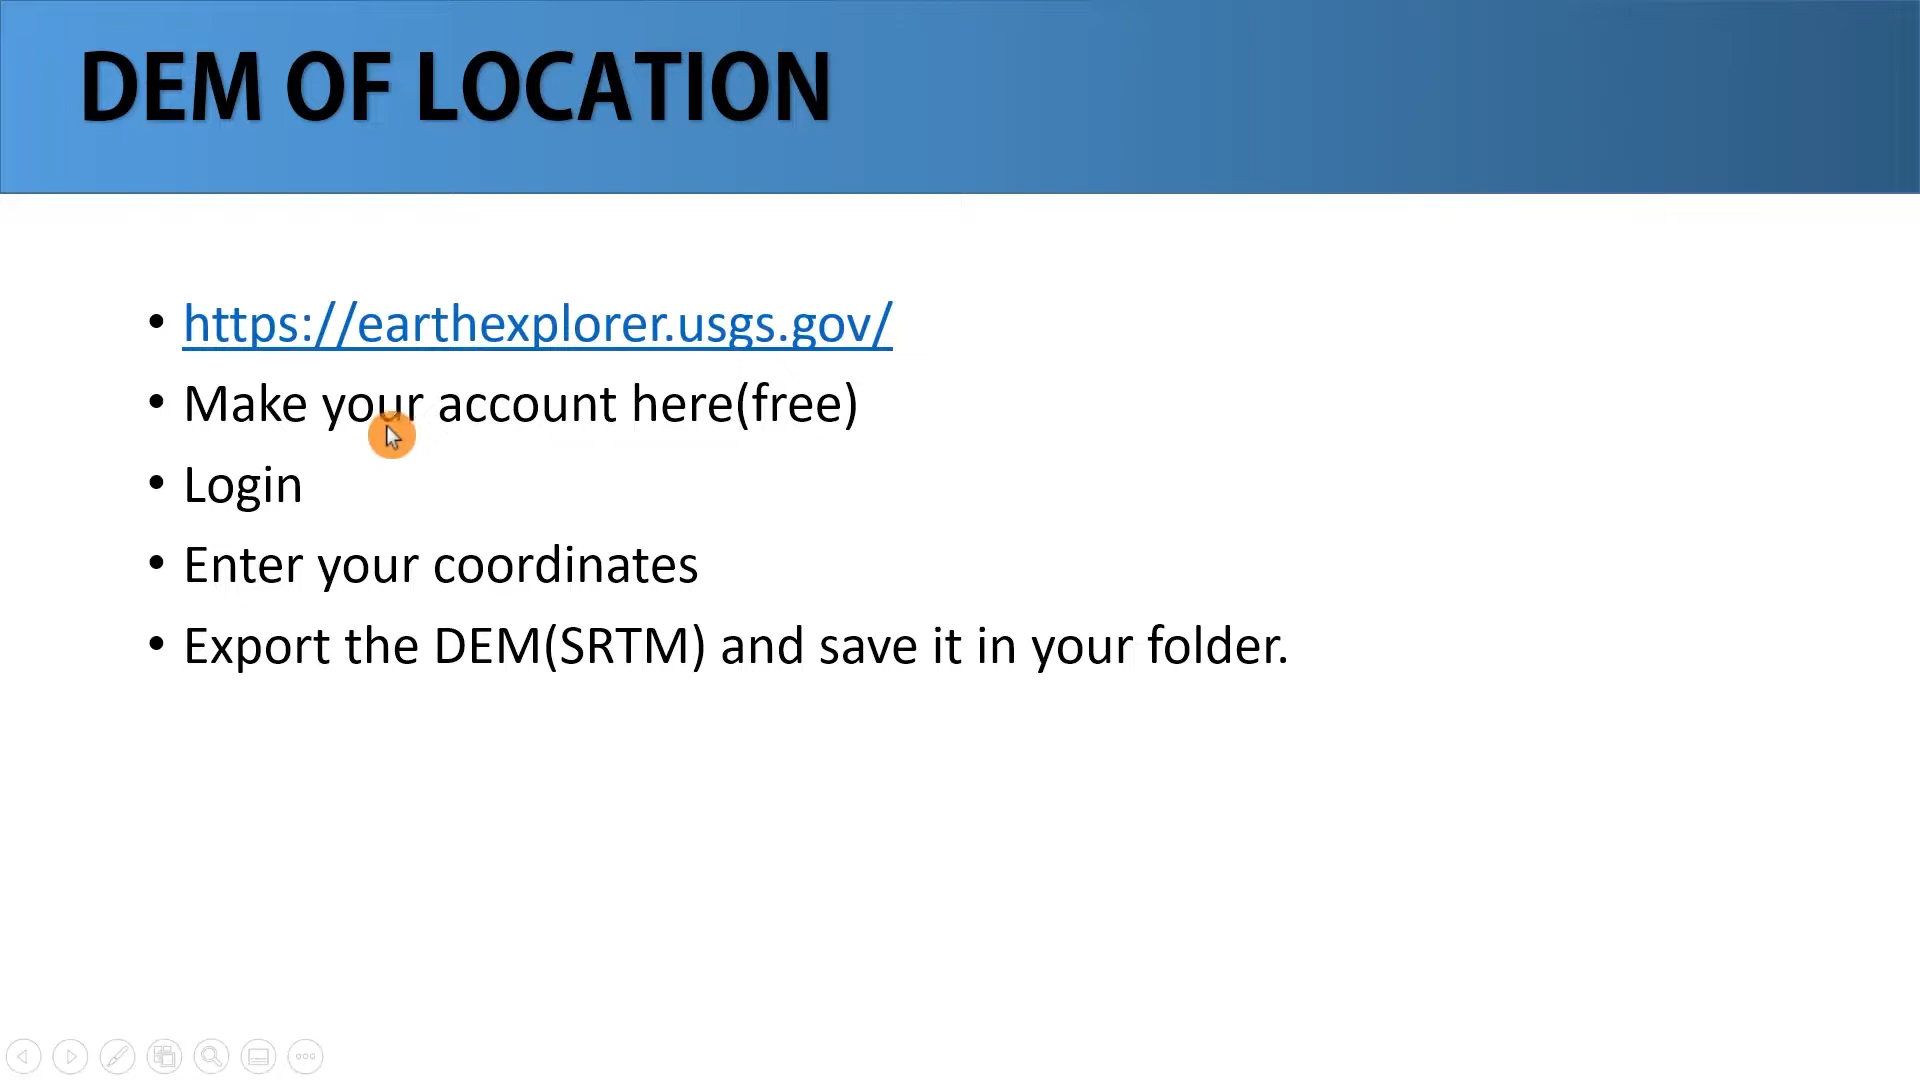 DEM OF LOCATION
• https://earthexplorer.usgs.gov/
• Make your account here(free)
• Login
• Enter your coordinates
• Export the DEM(SRTM) and save it in your folder.